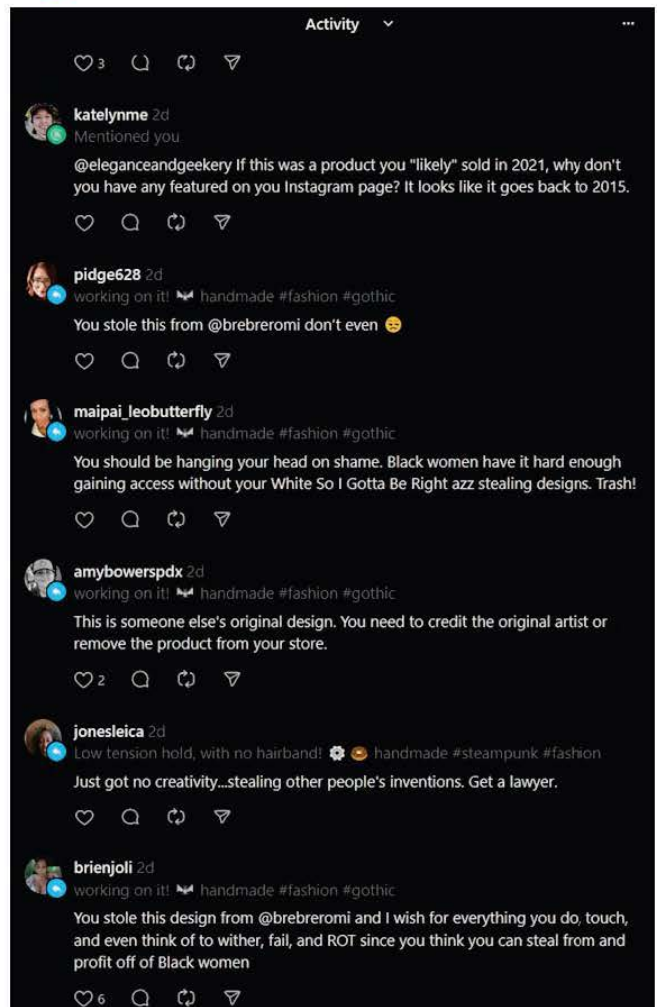 Activity
3
katelynme 2d
Mentioned you
@eleganceandgeekery If this was a product you "likely" sold in 2021, why don't
you have any featured on you Instagram page? It looks like it goes back to 2015.
pidge628 2d
working on it! 🦇 handmade #fashion #gothic
You stole this from @brebreromi don't even 😒
maipai_leobutterfly 2d
working on it! 🦇 handmade #fashion #gothic
You should be hanging your head on shame. Black women have it hard enough
gaining access without your White So I Gotta Be Right azz stealing designs. Trash!
amybowerspdx 2d
working on it! 🦇 handmade #fashion #gothic
This is someone else's original design. You need to credit the original artist or
remove the product from your store.
2
jonesleica 2d
Low tension hold, with no hairband! ⚙️ 🍩 handmade #steampunk #fashion
Just got no creativity...stealing other people's inventions. Get a lawyer.
brienjoli 2d
working on it! 🦇 handmade #fashion #gothic
You stole this design from @brebreromi and I wish for everything you do, touch,
and even think of to wither, fail, and ROT since you think you can steal from and
profit off of Black women
6